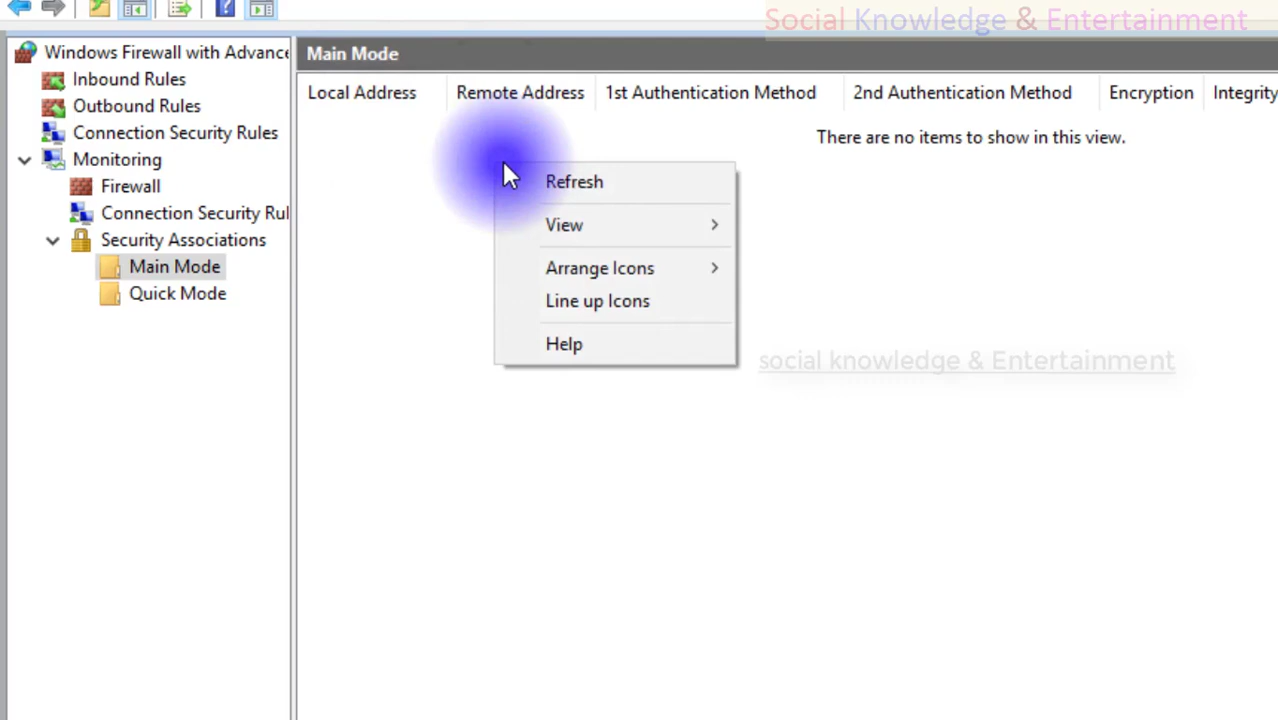 Social Knowledge & Entertainment
Windows Firewall with Advance
Inbound Rules
Outbound Rules
Connection Security Rules
Monitoring
Firewall
Connection Security Rul
Security Associations
Main Mode
Quick Mode
Main Mode
Local Address Remote Address 1st Authentication Method 2nd Authentication Method Encryption Integrity
There are no items to show in this view.
Refresh
View
Arrange Icons
Line up Icons
Help
social knowledge & Entertainment